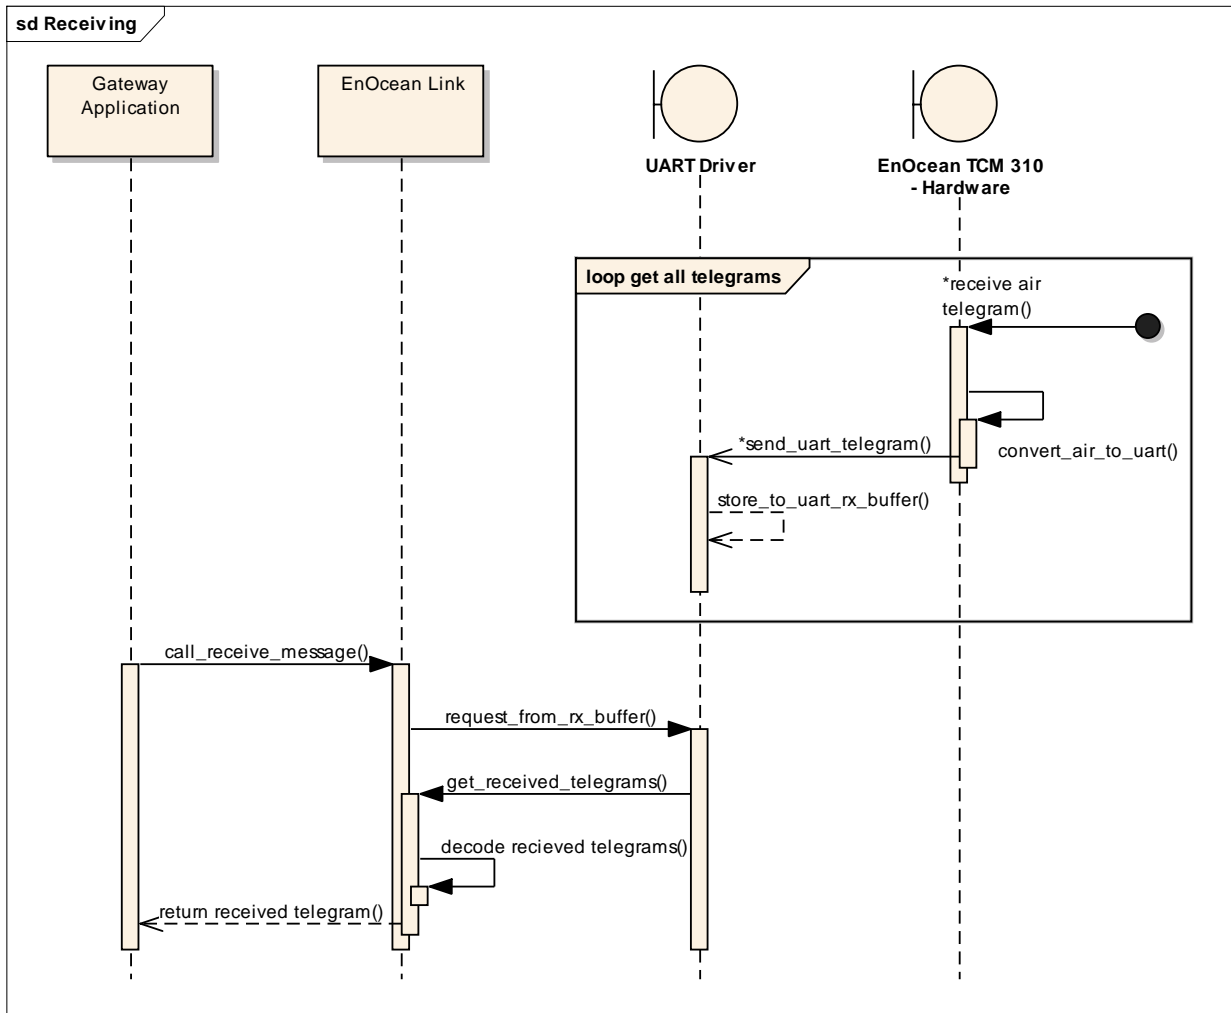 sd Receiving
Gateway
Application
EnOcean Link
UART Driver
EnOcean TCM 310
- Hardware
loop get all telegrams
*receive air
telegram()
*send_uart_telegram()
convert_air_to_uart()
store_to_uart_rx_buffer()
call_receive_message()
request_from_rx_buffer()
get_received_telegrams()
decode recieved telegrams()
return received telegram()